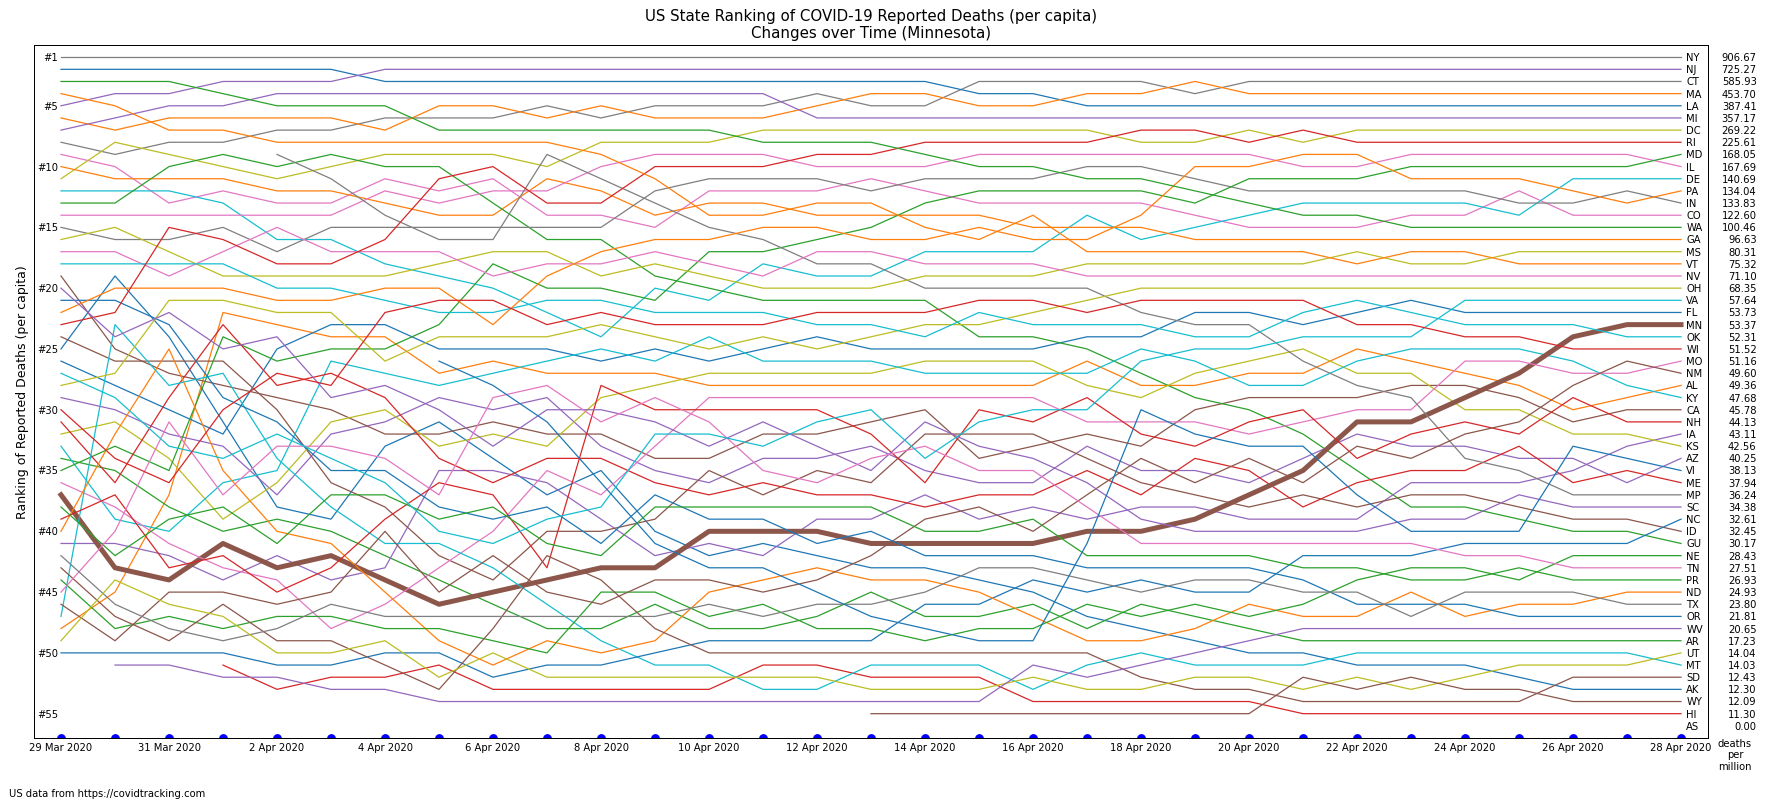 US State Ranking of COVID-19 Reported Deaths (per capita)
Changes over Time (Minnesota)
Ranking of Reported Deaths (per capita)
#1
#5
#10
#15
#20
#25
#30
#35
#40
#45
#50
#55
NY 906.67
NJ 725.27
CT 585.93
MA 453.70
LA 387.41
MI 357.17
DC 269.22
RI 225.61
MD 168.05
IL 167.69
DE 140.69
PA 134.04
IN 133.83
CO 122.60
WA 100.46
GA 96.63
MS 80.31
VT 75.32
NV 71.10
OH 68.35
VA 57.64
FL 53.73
MN 53.37
OK 52.31
WI 51.52
MO 51.16
NM 49.60
AL 49.36
KY 47.68
CA 45.78
NH 44.13
IA 43.11
KS 42.56
AZ 40.25
VI 38.13
ME 37.94
MP 36.24
SC 34.38
NC 32.61
ID 32.45
GU 30.17
NE 28.43
TN 27.51
PR 26.93
ND 24.93
TX 23.80
OR 21.81
WV 20.65
AR 17.23
UT 14.04
MT 14.03
SD 12.43
AK 12.30
WY 12.09
HI 11.30
AS 0.00
29 Mar 2020 31 Mar 2020 2 Apr 2020 4 Apr 2020 6 Apr 2020 8 Apr 2020 10 Apr 2020 12 Apr 2020 14 Apr 2020 16 Apr 2020 18 Apr 2020 20 Apr 2020 22 Apr 2020 24 Apr 2020 26 Apr 2020 28 Apr 2020
deaths
per
million
US data from https://covidtracking.com